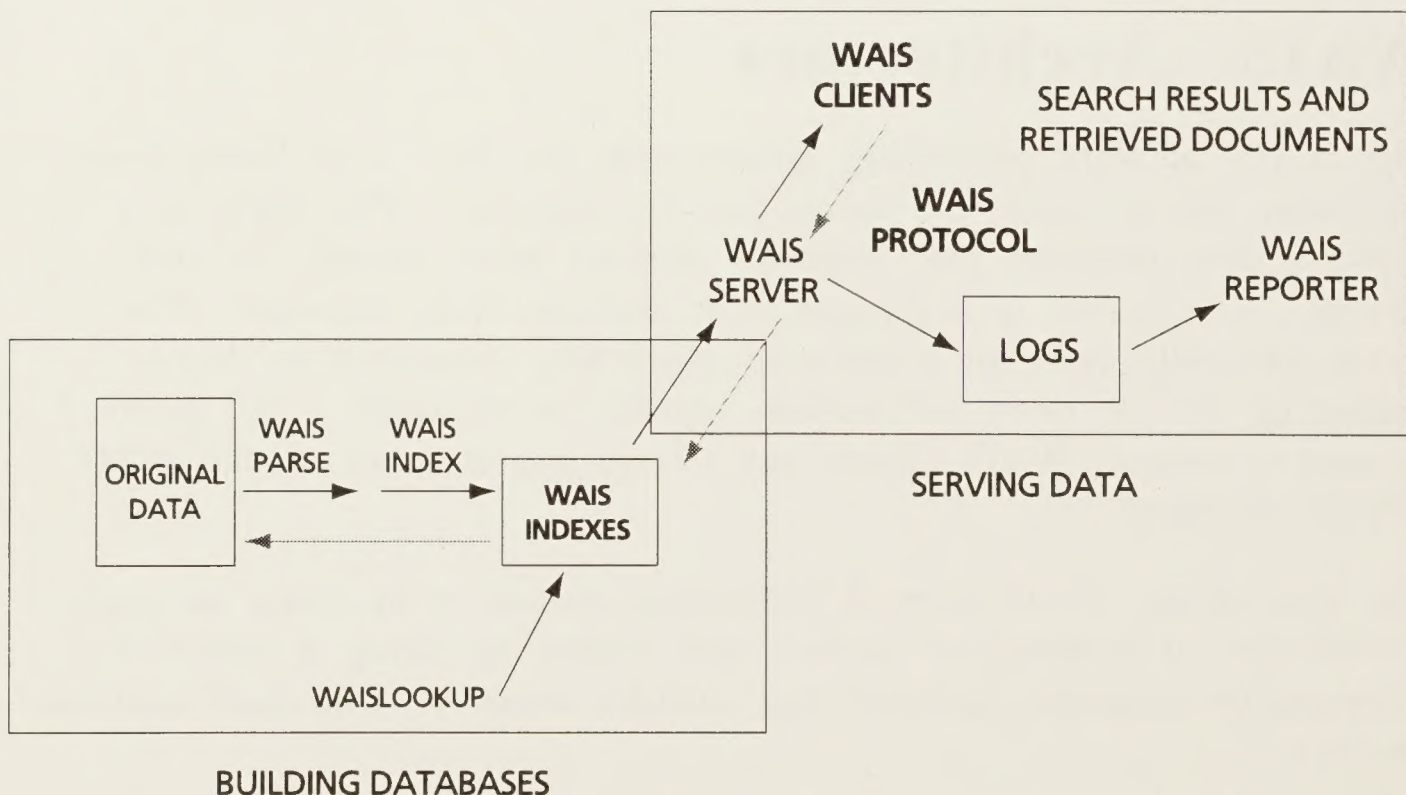 WAIS
CLIENTS
SEARCH RESULTS AND
RETRIEVED DOCUMENTS
WAIS
PROTOCOL
WAIS
SERVER
WAIS
REPORTER
LOGS
SERVING DATA
ORIGINAL
DATA
WAIS
PARSE
WAIS
INDEX
WAIS
INDEXES
WAISLOOKUP
BUILDING DATABASES